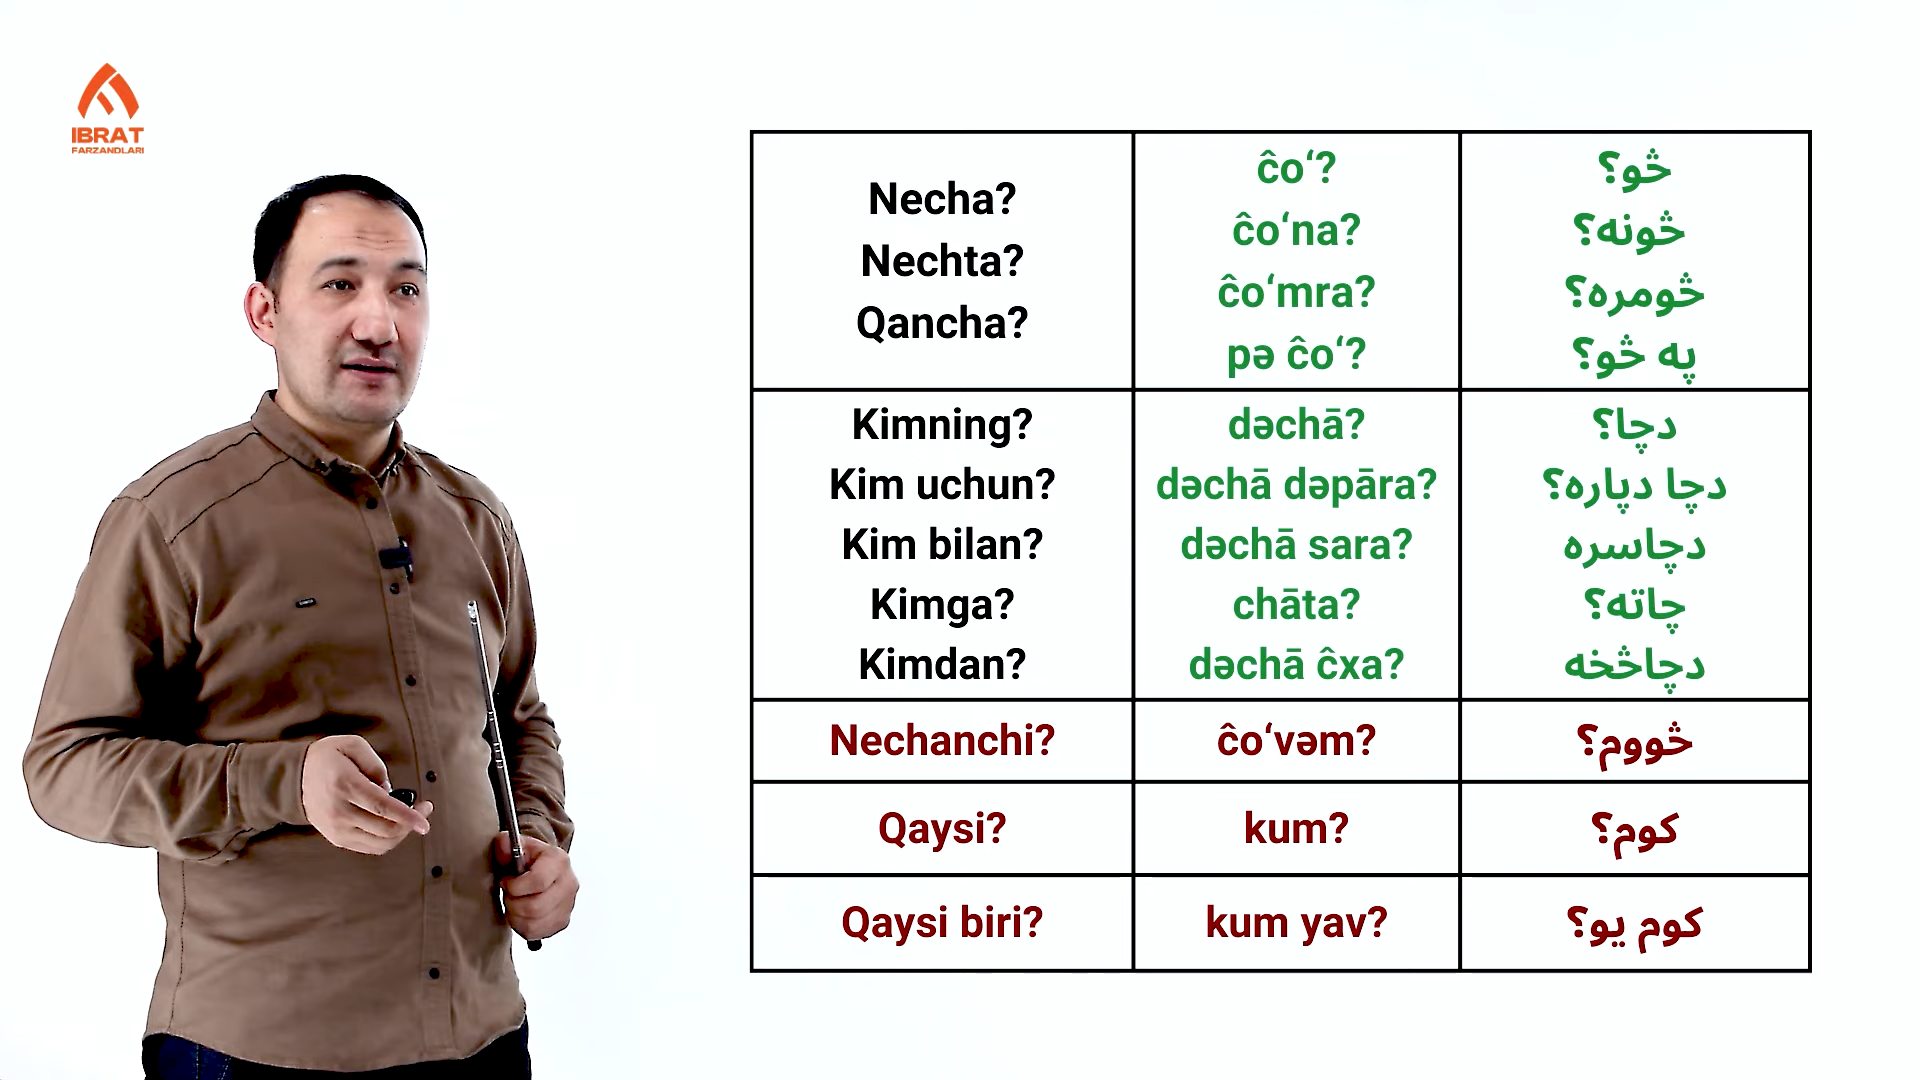 IBRAT
FARZANDLARI
Necha?
Nechta?
Qancha?
ĉo‘?
ĉo‘na?
ĉo‘mra?
pə ĉo‘?
څو؟
څونه؟
څومره؟
په څو؟
Kimning?
Kim uchun?
Kim bilan?
Kimga?
Kimdan?
dəchā?
dəchā dəpāra?
dəchā sara?
chāta?
dəchā ĉxa?
دچا؟
دچا دپاره؟
دچاسره
چاته؟
دچاڅخه
Nechanchi?
ĉo‘vəm?
څووم؟
Qaysi?
kum?
کوم؟
Qaysi biri?
kum yav?
کوم یو؟